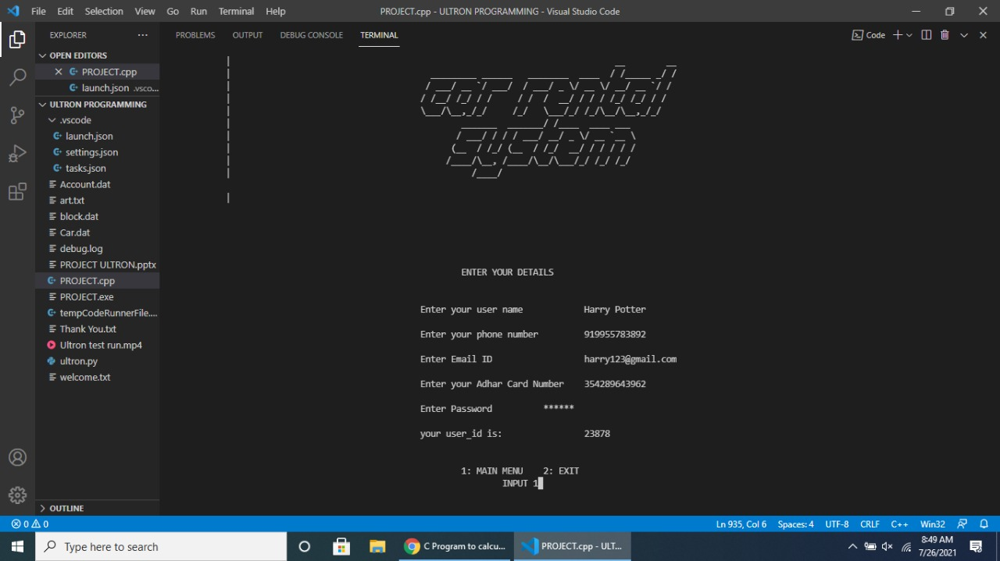 File Edit Selection View Go Run Terminal Help PROJECT.cpp - ULTRON PROGRAMMING - Visual Studio Code
EXPLORER
PROBLEMS OUTPUT DEBUG CONSOLE TERMINAL
Code
OPEN EDITORS
PROJECT.cpp
launch.json .vsco...
ULTRON PROGRAMMING
.vscode
launch.json
settings.json
tasks.json
Account.dat
art.txt
block.dat
Car.dat
debug.log
PROJECT ULTRON.pptx
PROJECT.cpp
PROJECT.exe
tempCodeRunnerFile....
Thank You.txt
Ultron test run.mp4
ultron.py
welcome.txt
OUTLINE
car rental
system
ENTER YOUR DETAILS
Enter your user name Harry Potter
Enter your phone number 919955783892
Enter Email ID harry123@gmail.com
Enter your Adhar Card Number 354289643962
Enter Password ******
your user_id is: 23878
1: MAIN MENU 2: EXIT
INPUT 1
0 0 Ln 935, Col 6 Spaces: 4 UTF-8 CRLF C++ Win32
Type here to search
C Program to calcu...
PROJECT.cpp - ULT...
8:49 AM
7/26/2021